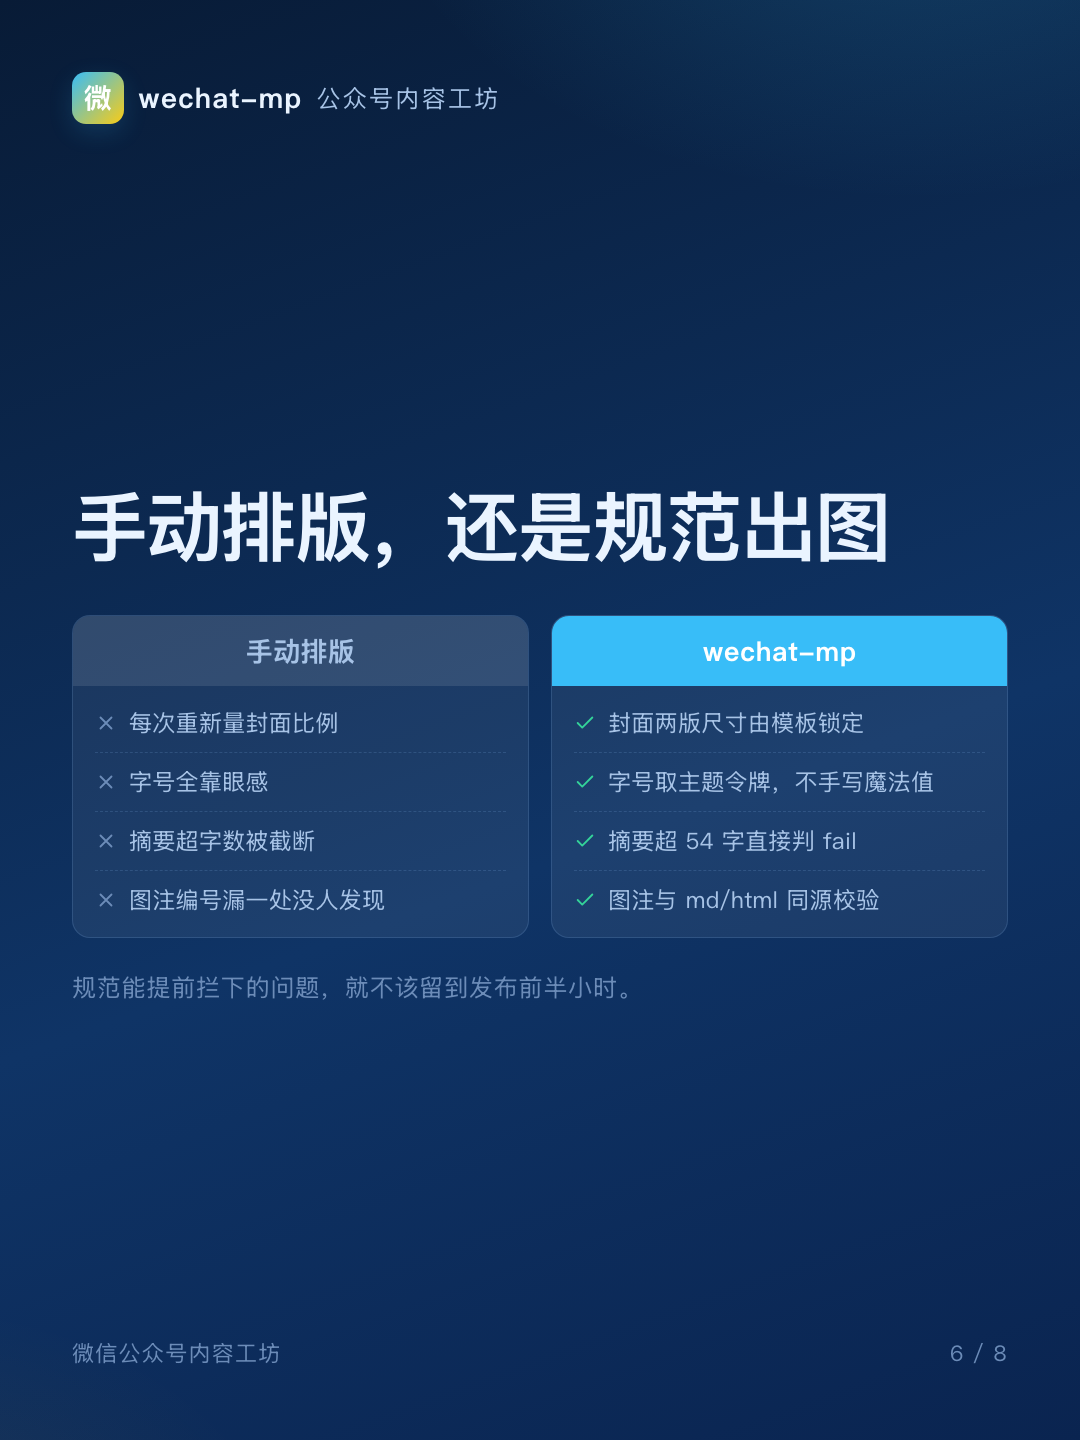 微 wechat-mp 公众号内容工坊
手动排版，还是规范出图
手动排版
× 每次重新量封面比例
× 字号全靠眼感
× 摘要超字数被截断
× 图注编号漏一处没人发现
wechat-mp
✓ 封面两版尺寸由模板锁定
✓ 字号取主题令牌，不手写魔法值
✓ 摘要超 54 字直接判 fail
✓ 图注与 md/html 同源校验
规范能提前拦下的问题，就不该留到发布前半小时。
微信公众号内容工坊
6 / 8